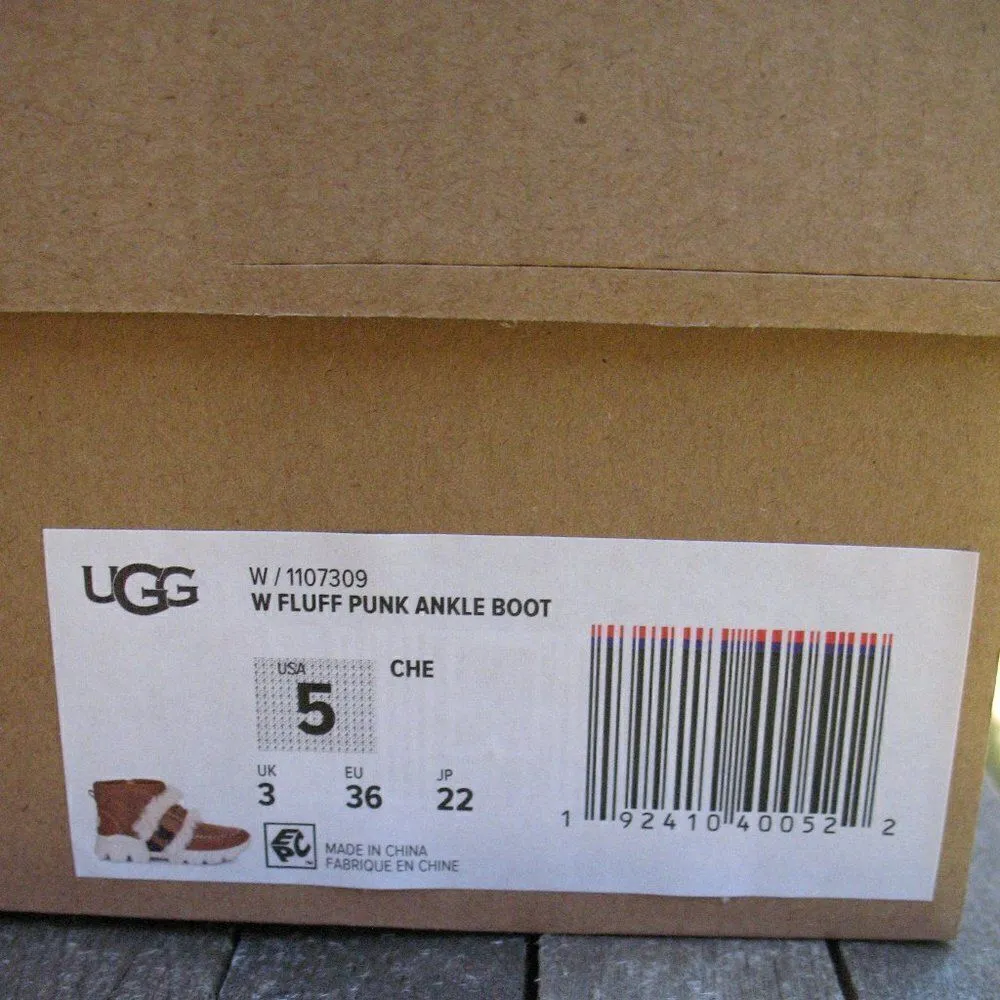 UGG
W / 1107309
W FLUFF PUNK ANKLE BOOT
USA
5
CHE
UK
3
EU
36
JP
22
EPC
MADE IN CHINA
FABRIQUE EN CHINE
1 92410 40052 2